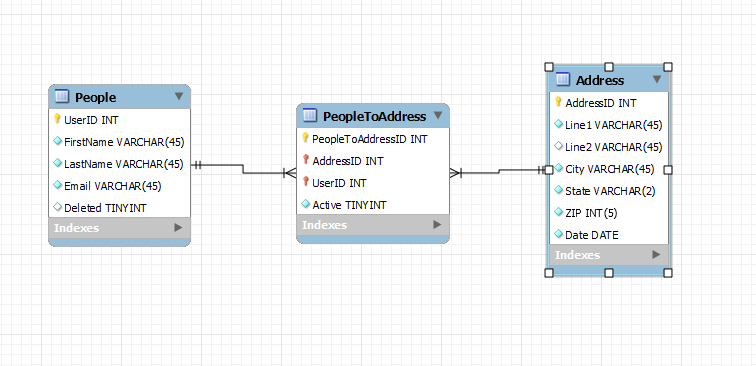 People
UserID INT
FirstName VARCHAR(45)
LastName VARCHAR(45)
Email VARCHAR(45)
Deleted TINYINT
Indexes
PeopleToAddress
PeopleToAddressID INT
AddressID INT
UserID INT
Active TINYINT
Indexes
Address
AddressID INT
Line1 VARCHAR(45)
Line2 VARCHAR(45)
City VARCHAR(45)
State VARCHAR(2)
ZIP INT(5)
Date DATE
Indexes